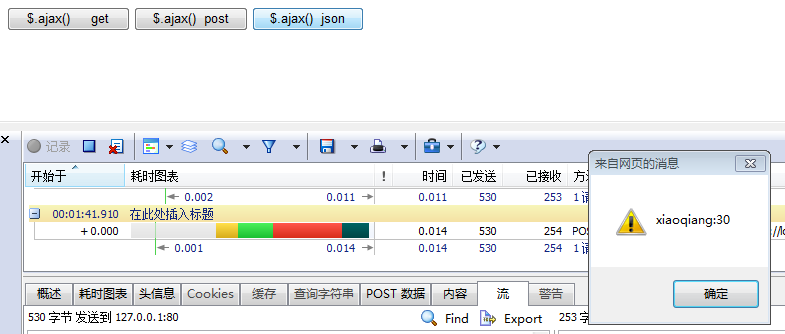 $.ajax() get $.ajax() post $.ajax() json
记录
开始于 耗时图表 ! 时间 已发送 已接收 方
0.002 0.011 0.011 530 253 1 请
00:01:41.910 在此处插入标题
+ 0.000 0.014 530 254 POS
0.001 0.014 0.014 530 254 1 请
来自网页的消息
xiaoqiang:30
确定
概述 耗时图表 头信息 Cookies 缓存 查询字符串 POST 数据 内容 流 警告
530 字节 发送到 127.0.0.1:80 Find Export 253 字